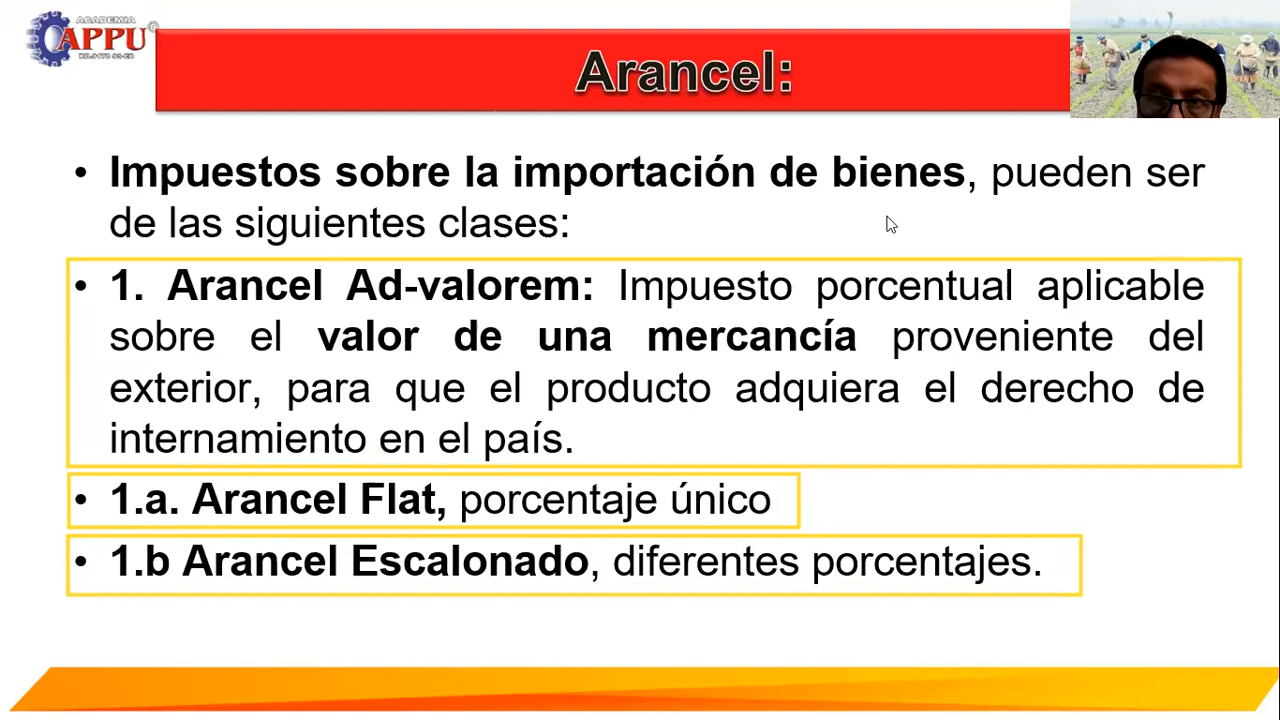 ACADEMIA
APPU
Arancel:
• Impuestos sobre la importación de bienes, pueden ser
de las siguientes clases:
• 1. Arancel Ad-valorem: Impuesto porcentual aplicable
sobre el valor de una mercancía proveniente del
exterior, para que el producto adquiera el derecho de
internamiento en el país.
• 1.a. Arancel Flat, porcentaje único
• 1.b Arancel Escalonado, diferentes porcentajes.